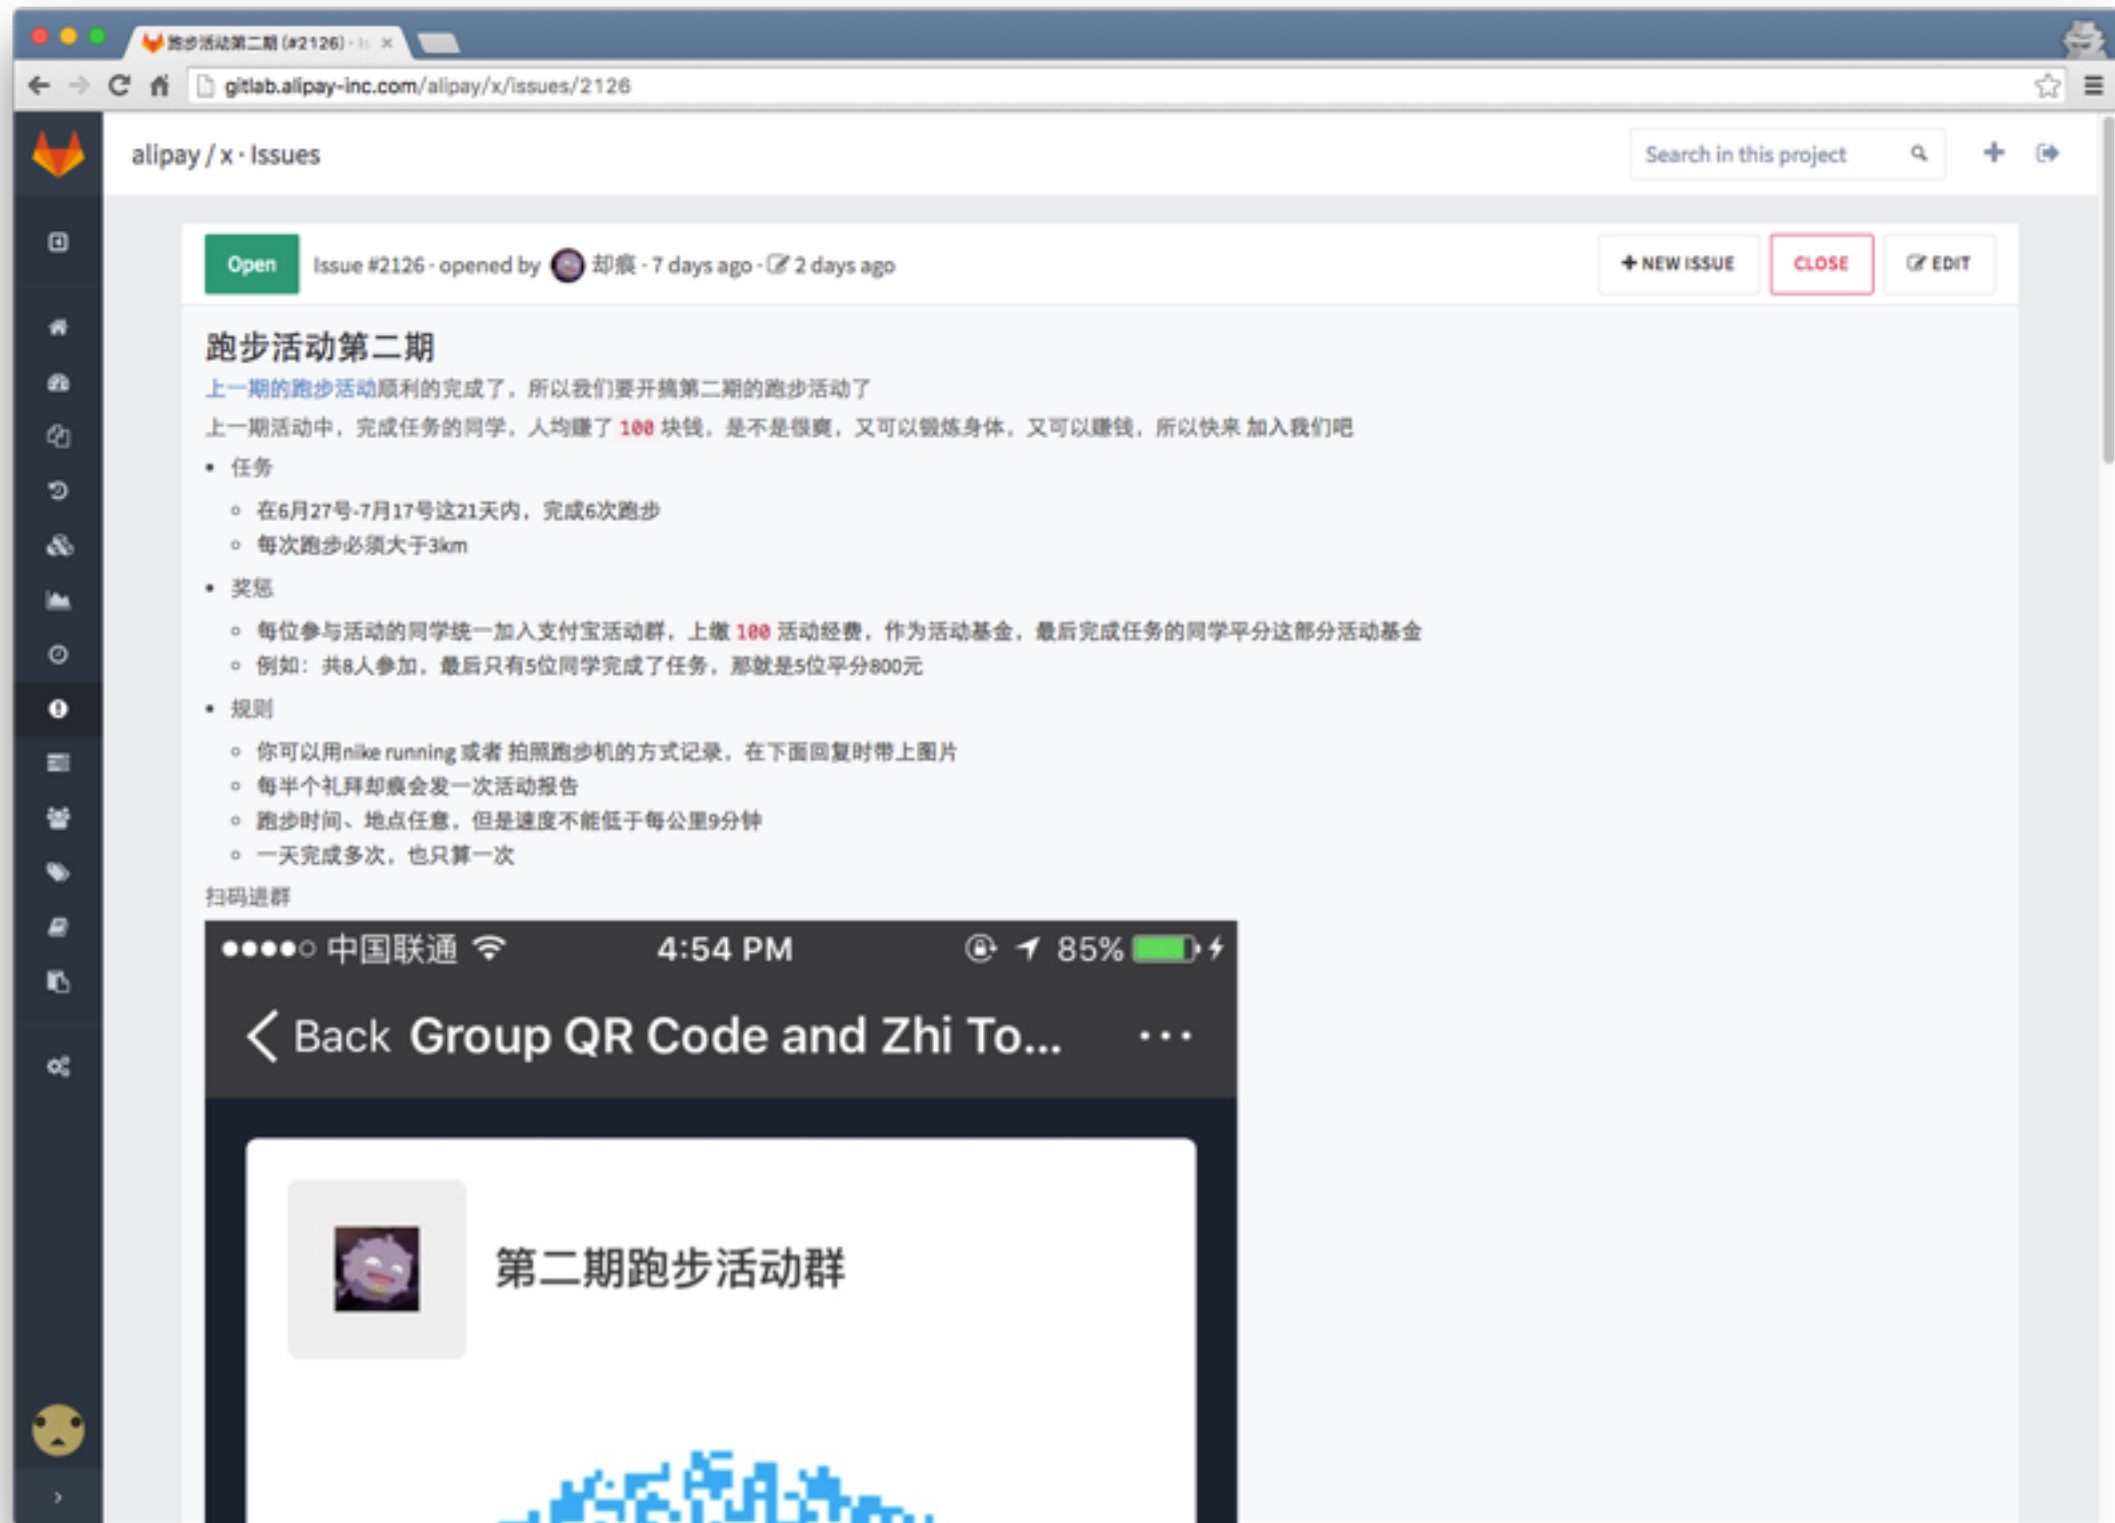 跑步活动第二期 (#2126) ·
gitlab.alipay-inc.com/alipay/x/issues/2126
alipay / x · Issues
Search in this project
Open
Issue #2126 · opened by 却痕 · 7 days ago · 2 days ago
NEW ISSUE
CLOSE
EDIT
跑步活动第二期
上一期的跑步活动顺利的完成了，所以我们要开搞第二期的跑步活动了
上一期活动中，完成任务的同学，人均赚了 100 块钱，是不是很爽，又可以锻炼身体，又可以赚钱，所以快来 加入我们吧
任务
在6月27号-7月17号这21天内，完成6次跑步
每次跑步必须大于3km
奖惩
每位参与活动的同学统一加入支付宝活动群，上缴 100 活动经费，作为活动基金，最后完成任务的同学平分这部分活动基金
例如：共8人参加，最后只有5位同学完成了任务，那就是5位平分800元
规则
你可以用nike running 或者 拍照跑步机的方式记录，在下面回复时带上图片
每半个礼拜却痕会发一次活动报告
跑步时间、地点任意，但是速度不能低于每公里9分钟
一天完成多次，也只算一次
扫码进群
中国联通
4:54 PM
85%
Back
Group QR Code and Zhi To...
第二期跑步活动群